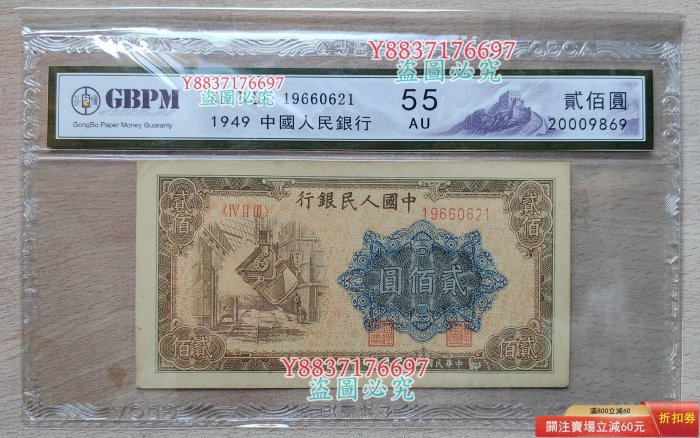 Y8837176697
盜圖必究
Y8837176697
盜圖必究
GBPM
GongBo Paper Money Guaranty
19660621
55
AU
貳佰圓
1949 中國人民銀行
20009869
貳佰
行銀民人國中
貳佰
(IV II III)
19660621
圓佰貳
佰貳
佰貳
Y8837176697
盜圖必究
滿800立減60
關注賣場立減60元
折扣券